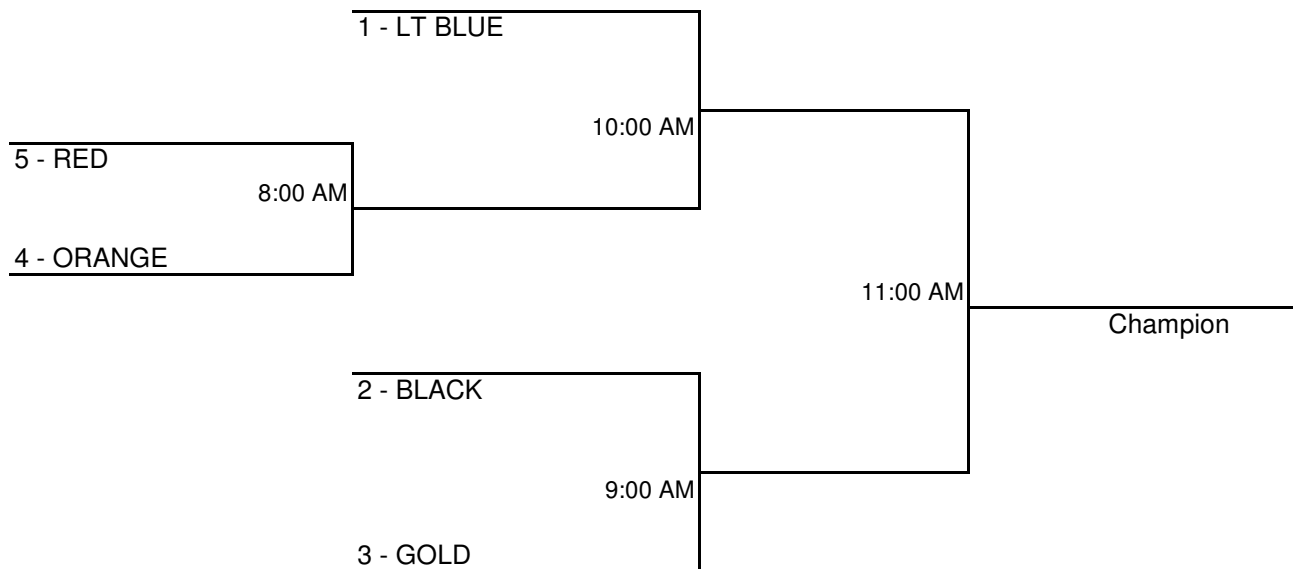 1 - LT BLUE
10:00 AM
5 - RED
8:00 AM
4 - ORANGE
11:00 AM
Champion
2 - BLACK
9:00 AM
3 - GOLD